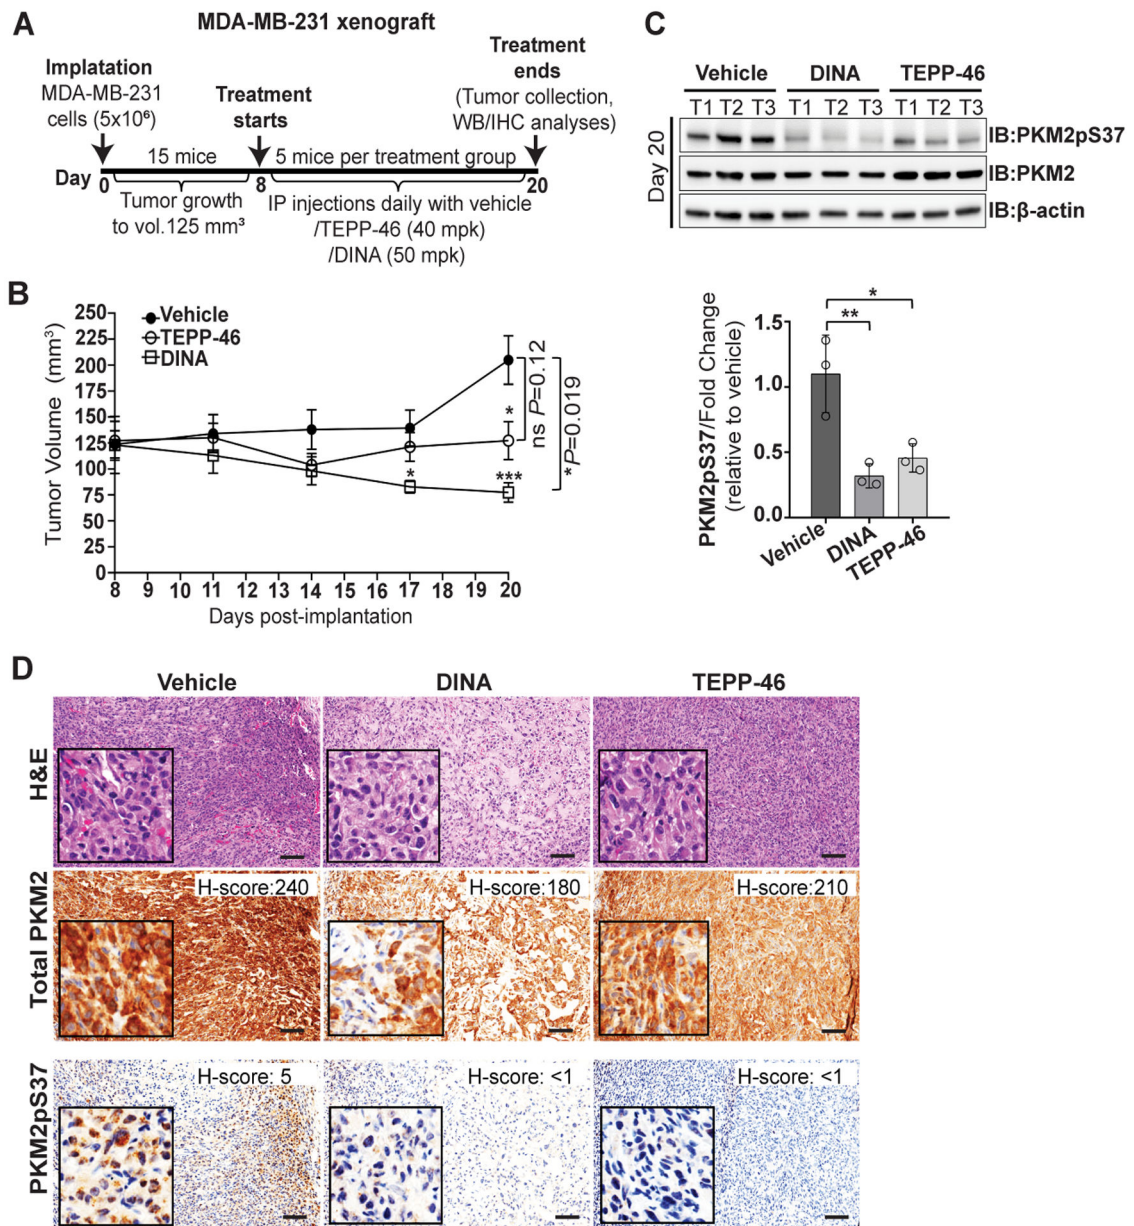 A
MDA-MB-231 xenograft
Implatation
MDA-MB-231
cells (5x10⁶)
Treatment
starts
Treatment
ends
(Tumor collection,
WB/IHC analyses)
15 mice
5 mice per treatment group
Day 0 8 20
Tumor growth
to vol.125 mm³
IP injections daily with vehicle
/TEPP-46 (40 mpk)
/DINA (50 mpk)
B
Tumor Volume (mm³)
250
225
200
175
150
125
100
75
50
25
0
Vehicle
TEPP-46
DINA
*
*
***
ns P=0.12
*P=0.019
8 9 10 11 12 13 14 15 16 17 18 19 20
Days post-implantation
C
Vehicle DINA TEPP-46
T1 T2 T3 T1 T2 T3 T1 T2 T3
Day 20
IB:PKM2pS37
IB:PKM2
IB:β-actin
PKM2pS37/Fold Change
(relative to vehicle)
1.5
1.0
0.5
0.0
*
**
Vehicle
DINA
TEPP-46
D
Vehicle DINA TEPP-46
H&E
Total PKM2
H-score:240 H-score:180 H-score:210
PKM2pS37
H-score: 5 H-score: <1 H-score: <1